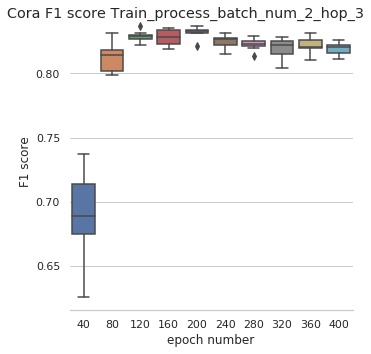 Cora F1 score Train_process_batch_num_2_hop_3
0.80
0.75
0.70
0.65
F1 score
40 80 120 160 200 240 280 320 360 400
epoch number